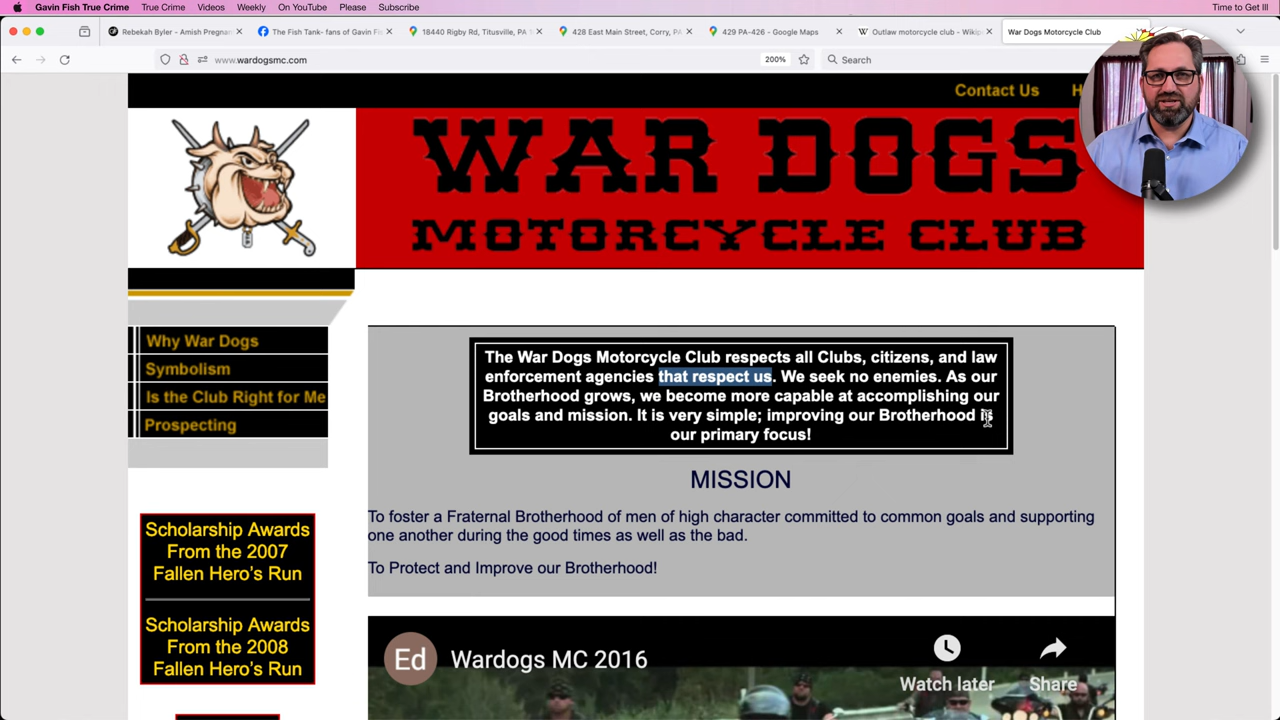 Gavin Fish True Crime True Crime Videos Weekly On YouTube Please Subscribe Time to Get Ill
Rebekah Byler - Amish Pregnan
The Fish Tank- fans of Gavin Fis
18440 Rigby Rd, Titusville, PA
428 East Main Street, Corry, PA
429 PA-426 - Google Maps
Outlaw motorcycle club - Wikip
War Dogs Motorcycle Club
www.wardogsmc.com
200%
Search
Contact Us
WAR DOGS
MOTORCYCLE CLUB
Why War Dogs
Symbolism
Is the Club Right for Me
Prospecting
Scholarship Awards
From the 2007
Fallen Hero's Run
Scholarship Awards
From the 2008
Fallen Hero's Run
The War Dogs Motorcycle Club respects all Clubs, citizens, and law
enforcement agencies that respect us. We seek no enemies. As our
Brotherhood grows, we become more capable at accomplishing our
goals and mission. It is very simple; improving our Brotherhood is
our primary focus!
MISSION
To foster a Fraternal Brotherhood of men of high character committed to common goals and supporting
one another during the good times as well as the bad.
To Protect and Improve our Brotherhood!
Ed
Wardogs MC 2016
Watch later
Share